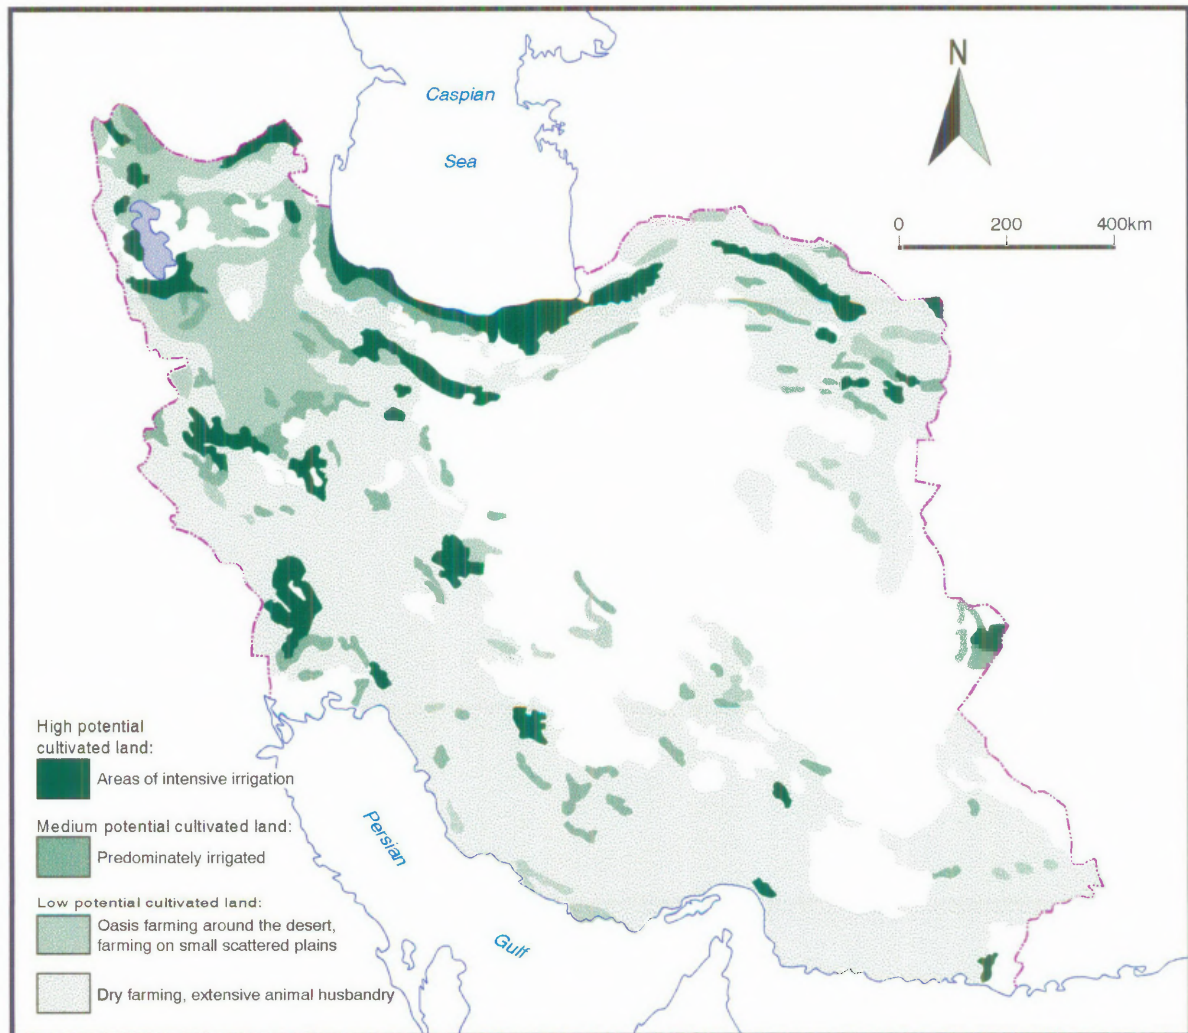 Caspian
Sea
N
0 200 400km
High potential
cultivated land:
Areas of intensive irrigation
Medium potential cultivated land:
Predominately irrigated
Low potential cultivated land:
Oasis farming around the desert,
farming on small scattered plains
Dry farming, extensive animal husbandry
Persian
Gulf